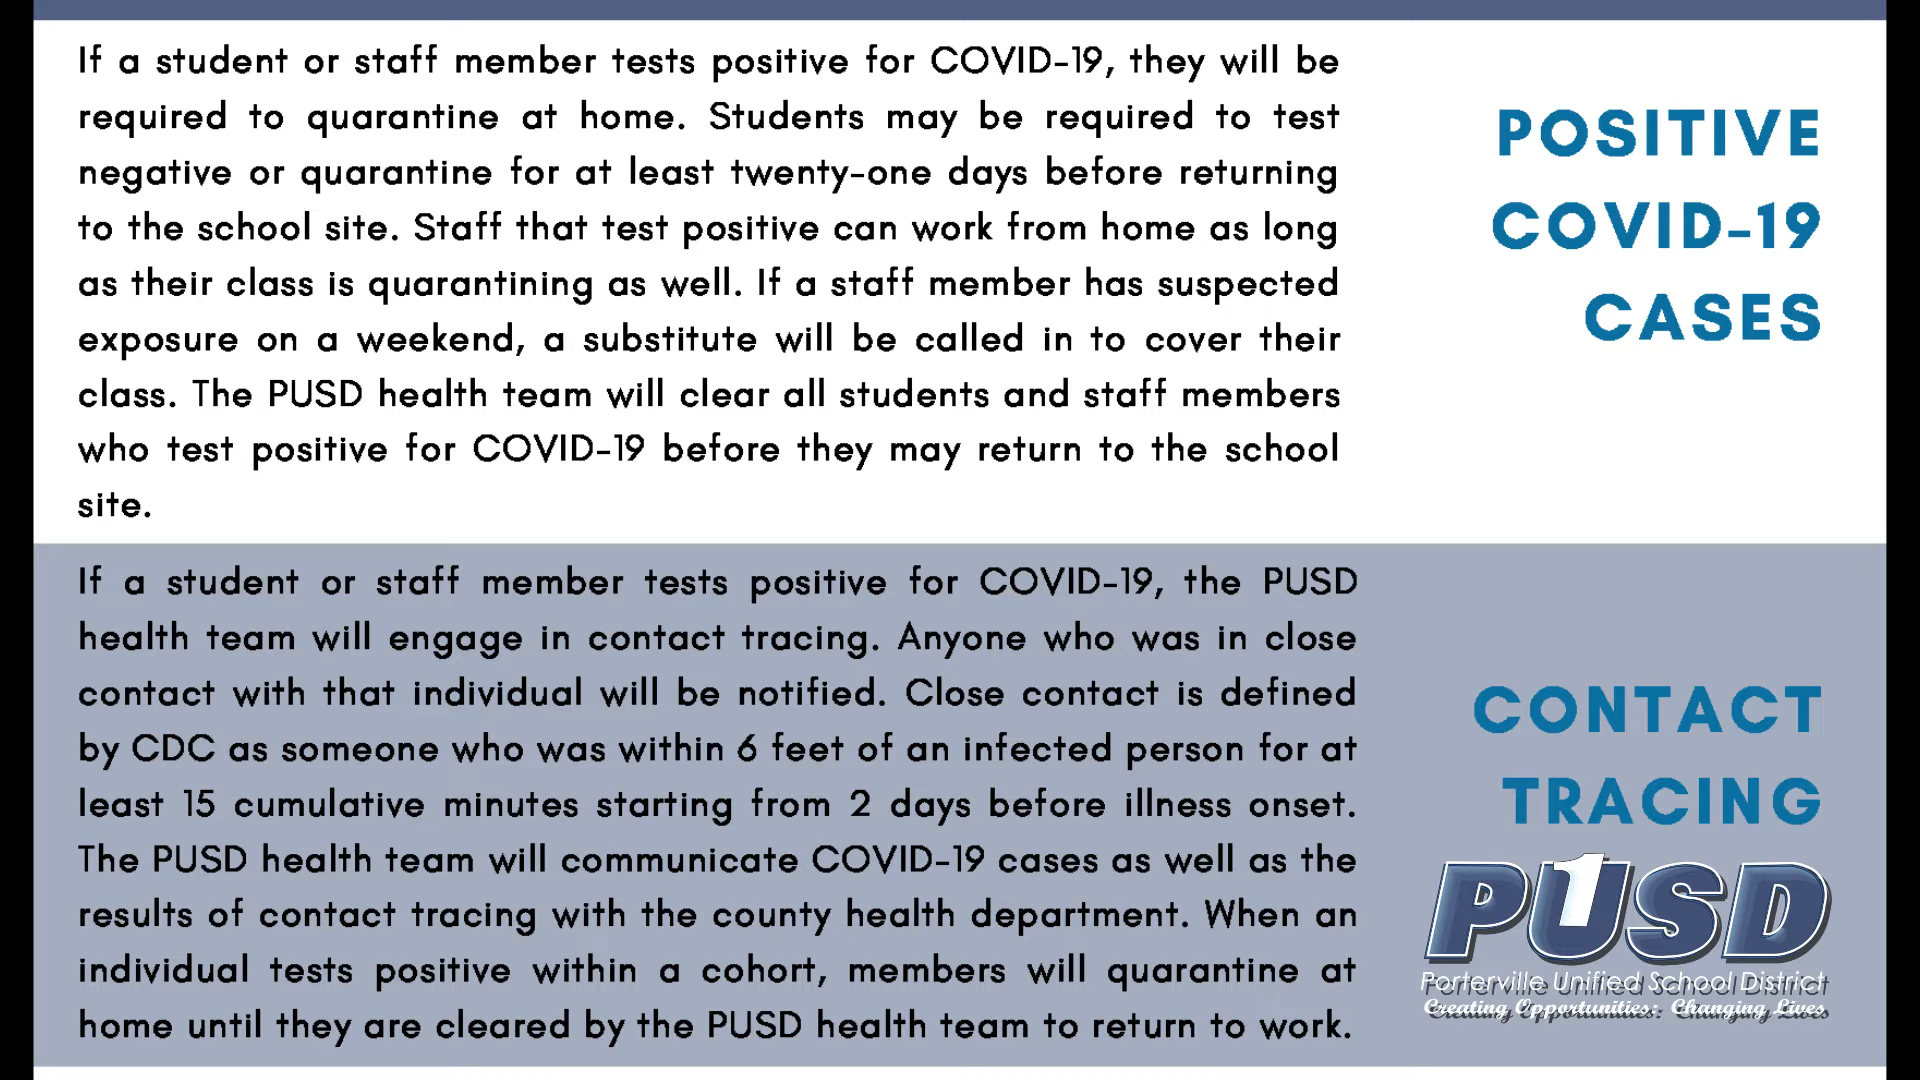 If a student or staff member tests positive for COVID-19, they will be
required to quarantine at home. Students may be required to test
negative or quarantine for at least twenty-one days before returning
to the school site. Staff that test positive can work from home as long
as their class is quarantining as well. If a staff member has suspected
exposure on a weekend, a substitute will be called in to cover their
class. The PUSD health team will clear all students and staff members
who test positive for COVID-19 before they may return to the school
site.
POSITIVE
COVID-19
CASES
If a student or staff member tests positive for COVID-19, the PUSD
health team will engage in contact tracing. Anyone who was in close
contact with that individual will be notified. Close contact is defined
by CDC as someone who was within 6 feet of an infected person for at
least 15 cumulative minutes starting from 2 days before illness onset.
The PUSD health team will communicate COVID-19 cases as well as the
results of contact tracing with the county health department. When an
individual tests positive within a cohort, members will quarantine at
home until they are cleared by the PUSD health team to return to work.
CONTACT
TRACING
PUSD
1
Porterville Unified School District
Creating Opportunities: Changing Lives